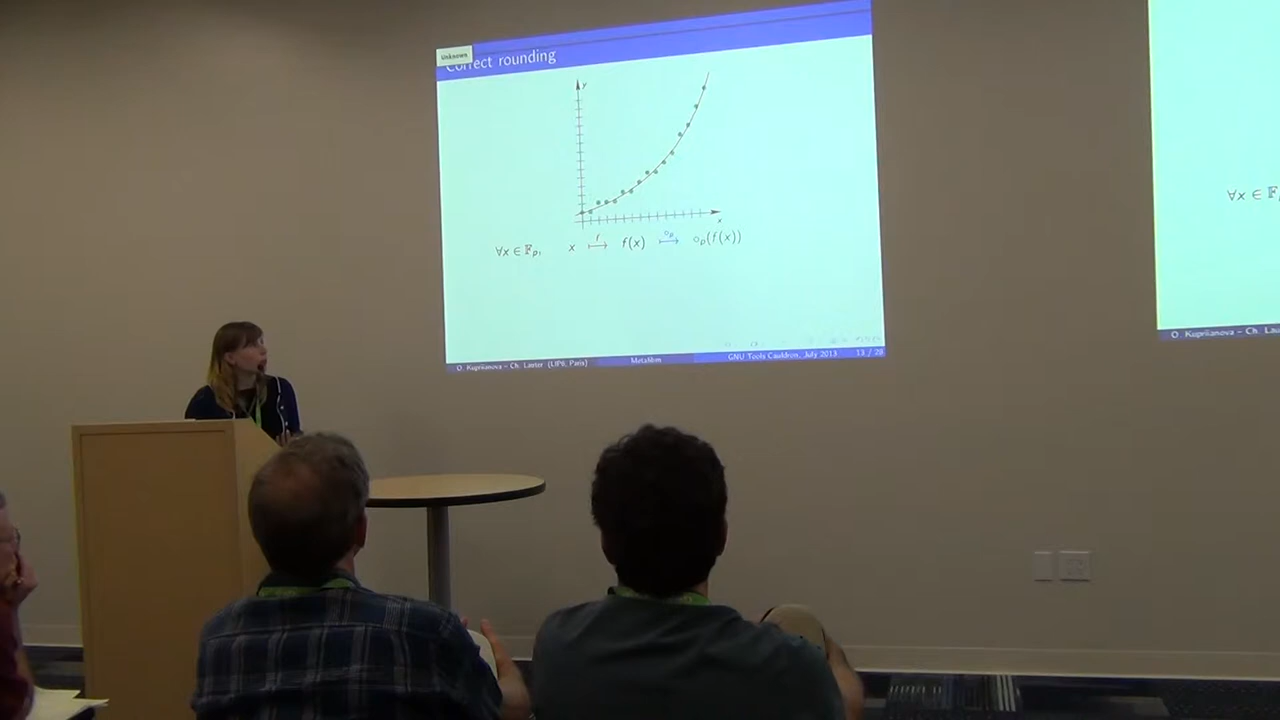 Unknown
Correct rounding
y
x
∀x ∈ 𝔽p, x ↦f f(x) ↦∘p ∘p(f(x))
O. Kupriianova – Ch. Lauter (LIP6, Paris) Metalibm GNU Tools Cauldron, July 2013 13 / 28
∀x ∈ 𝔽
O. Kupriianova – Ch. Lau